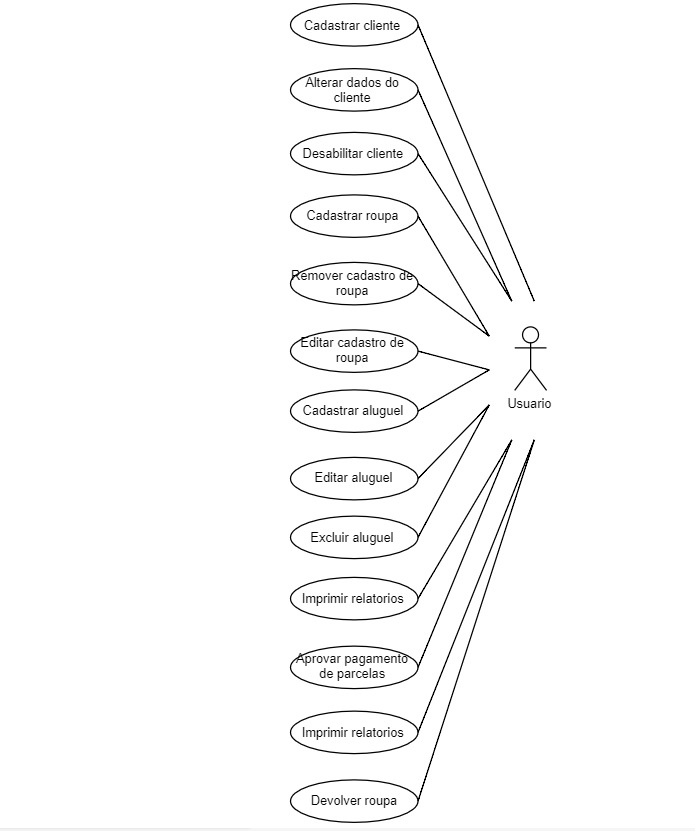 Cadastrar cliente
Alterar dados do
cliente
Desabilitar cliente
Cadastrar roupa
Remover cadastro de
roupa
Editar cadastro de
roupa
Usuario
Cadastrar aluguel
Editar aluguel
Excluir aluguel
Imprimir relatorios
Aprovar pagamento
de parcelas
Imprimir relatorios
Devolver roupa